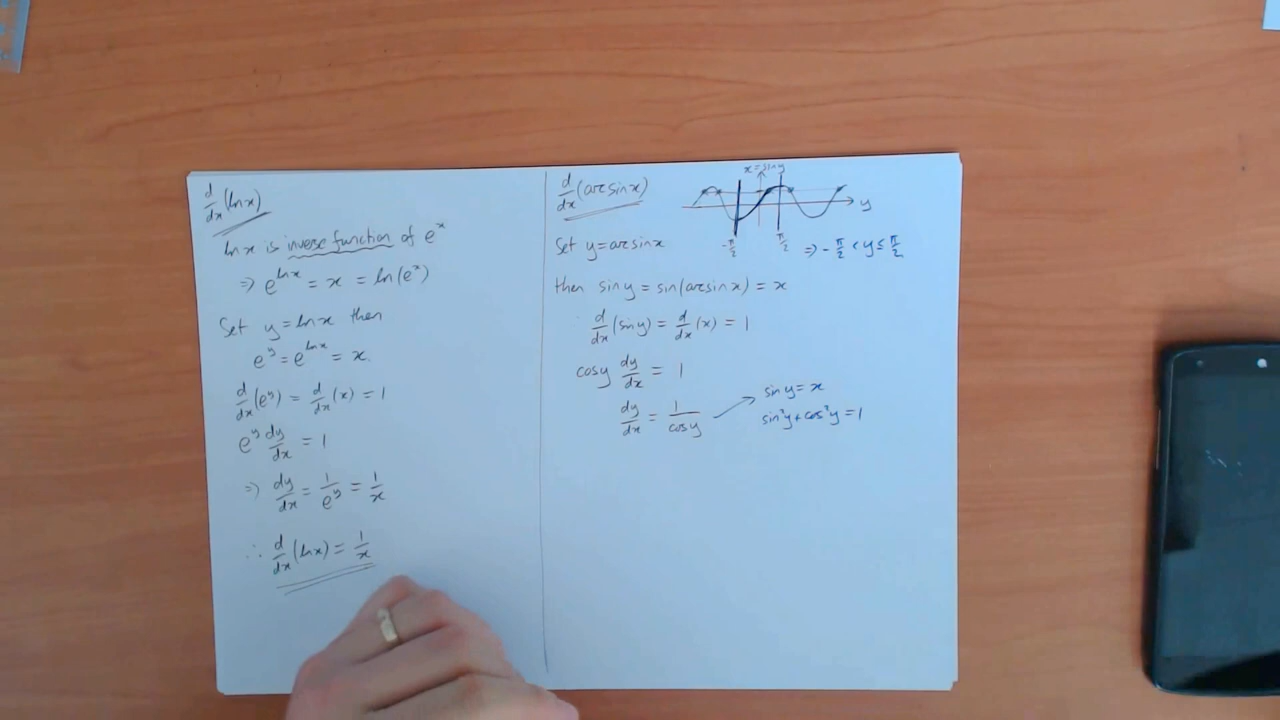 d/dx (ln x)
ln x is inverse function of e^x
⇒ e^(ln x) = x = ln(e^x)
Set y = ln x then
e^y = e^(ln x) = x.
d/dx (e^y) = d/dx (x) = 1
e^y dy/dx = 1
⇒ dy/dx = 1/e^y = 1/x
∴ d/dx (ln x) = 1/x
d/dx (arcsin x)
x = sin y
y
-π/2 π/2
Set y = arcsin x
⇒ -π/2 < y ≤ π/2
then sin y = sin(arcsin x) = x
d/dx (sin y) = d/dx (x) = 1
cos y dy/dx = 1
dy/dx = 1/cos y
sin y = x
sin²y + cos²y = 1